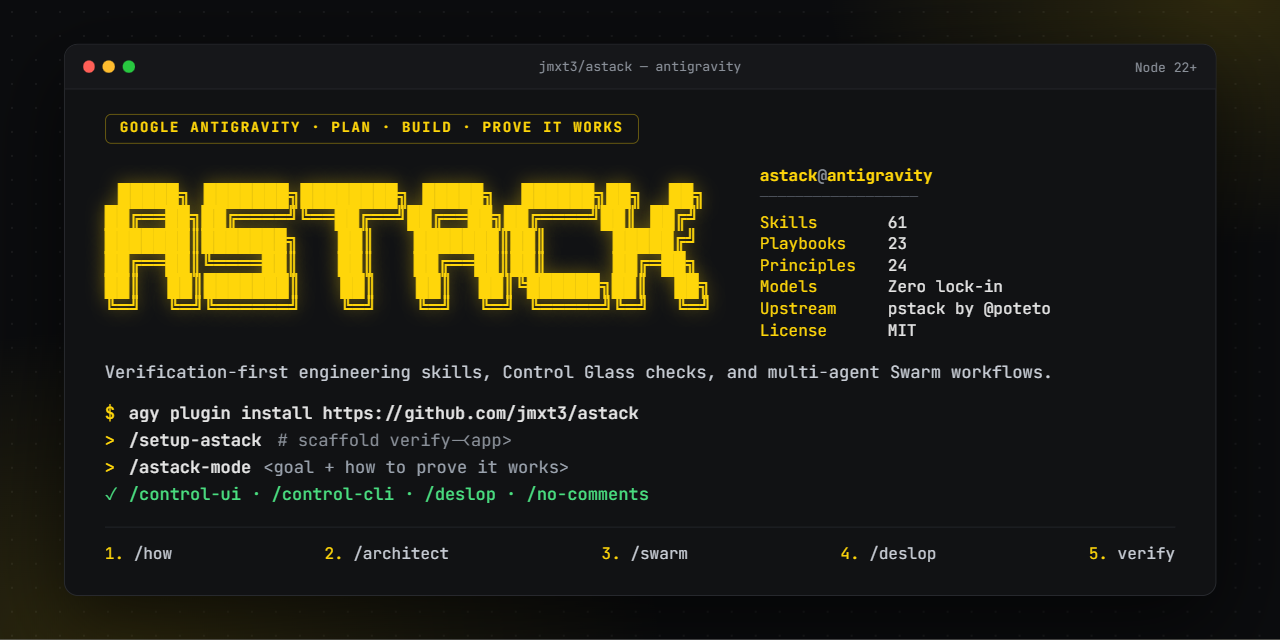 jmxt3/astack — antigravity
Node 22+
GOOGLE ANTIGRAVITY · PLAN · BUILD · PROVE IT WORKS
ASTACK
astack@antigravity
Skills 61
Playbooks 23
Principles 24
Models Zero lock-in
Upstream pstack by @poteto
License MIT
Verification-first engineering skills, Control Glass checks, and multi-agent Swarm workflows.
$ agy plugin install https://github.com/jmxt3/astack
> /setup-astack # scaffold verify-<app>
> /astack-mode <goal + how to prove it works>
✓ /control-ui · /control-cli · /deslop · /no-comments
1. /how 2. /architect 3. /swarm 4. /deslop 5. verify